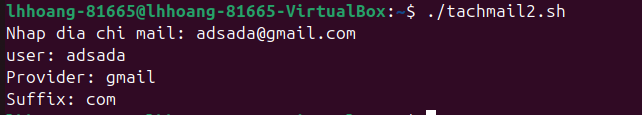 lhhoang-81665@lhhoang-81665-VirtualBox:~$ ./tachmail2.sh
Nhap dia chi mail: adsada@gmail.com
user: adsada
Provider: gmail
Suffix: com